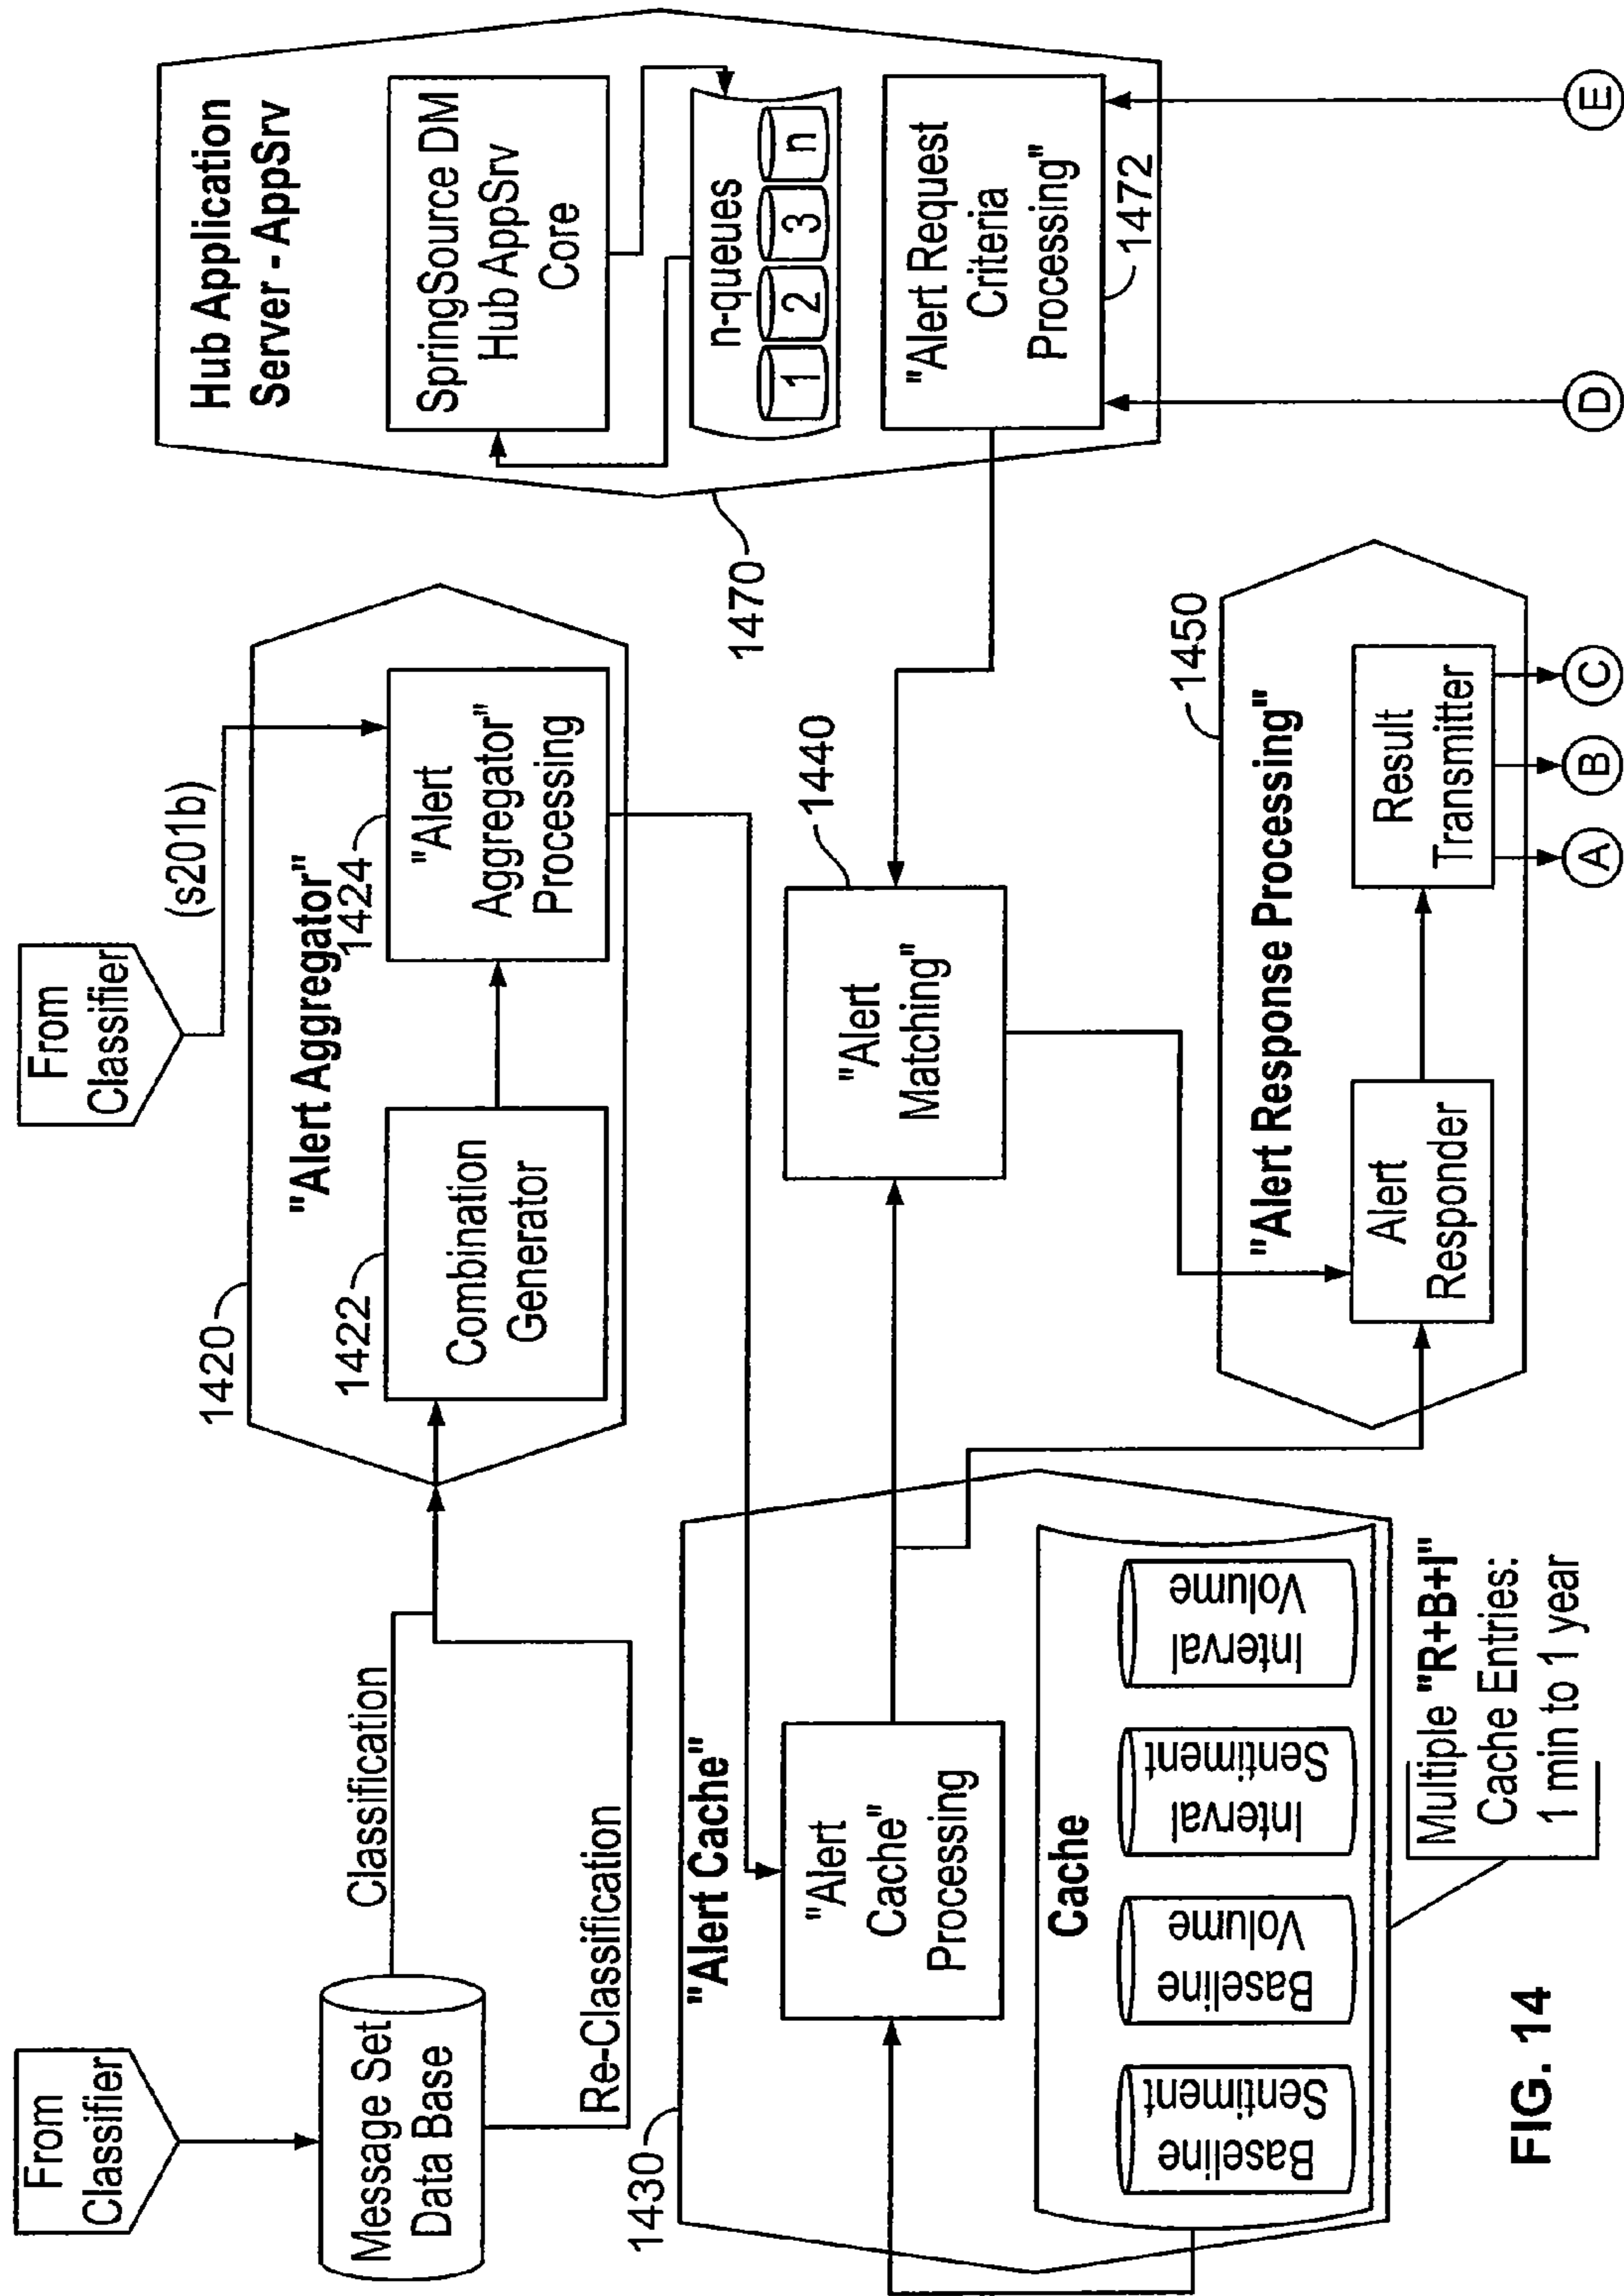 From
Classifier
Message Set
Data Base
Classification
Re-Classification
From
Classifier
(s201b)
1420
"Alert Aggregator"
1422
Combination
Generator
1424
"Alert
Aggregator"
Processing
Hub Application
Server - AppSrv
SpringSource DM
Hub AppSrv
Core
n-queues
1
2
3
n
"Alert Request
Criteria
Processing"
1472
1470
1430
"Alert Cache"
"Alert
Cache"
Processing
Cache
Baseline
Sentiment
Baseline
Volume
Interval
Sentiment
Interval
Volume
Multiple "R+B+I"
Cache Entries:
1 min to 1 year
1440
"Alert
Matching"
1450
"Alert Response Processing"
Alert
Responder
Result
Transmitter
A
B
C
D
E
FIG. 14